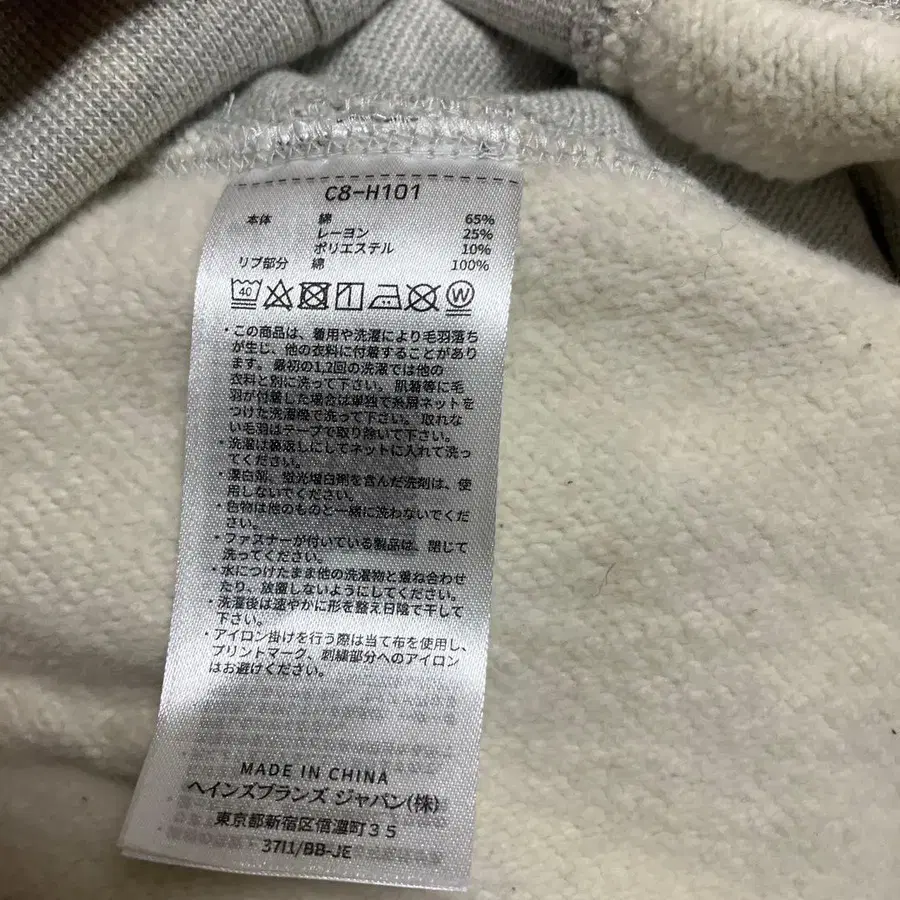 C8-H101
本体 綿 65%
レーヨン 25%
ポリエステル 10%
リブ部分 綿 100%
40 W
・この商品は、着用や洗濯により毛羽落ち
が生じ、他の衣料に付着することがあり
ます。最初の1,2回の洗濯では他の
衣料と別に洗って下さい。肌着等に毛
羽が付着した場合は単独で糸屑ネットを
つけた洗濯機で洗って下さい。取れな
い毛羽はテープで取り除いて下さい。
・洗濯は裏返しにしてネットに入れて洗っ
てください。
・漂白剤、蛍光増白剤を含んだ洗剤は、使
用しないでください。
・色物は他のものと一緒に洗わないでくだ
さい。
・ファスナーが付いている製品は、閉じて
洗ってください。
・水につけたまま他の洗濯物と重ね合わせ
たり、放置しないようにしてください。
・洗濯後は速やかに形を整え日陰で干して
下さい。
・アイロン掛けを行う際は当て布を使用し、
プリントマーク、刺繍部分へのアイロン
はお避けください。
MADE IN CHINA
ヘインズブランズ ジャパン(株)
東京都新宿区佰濃町35
3711/BB-JE